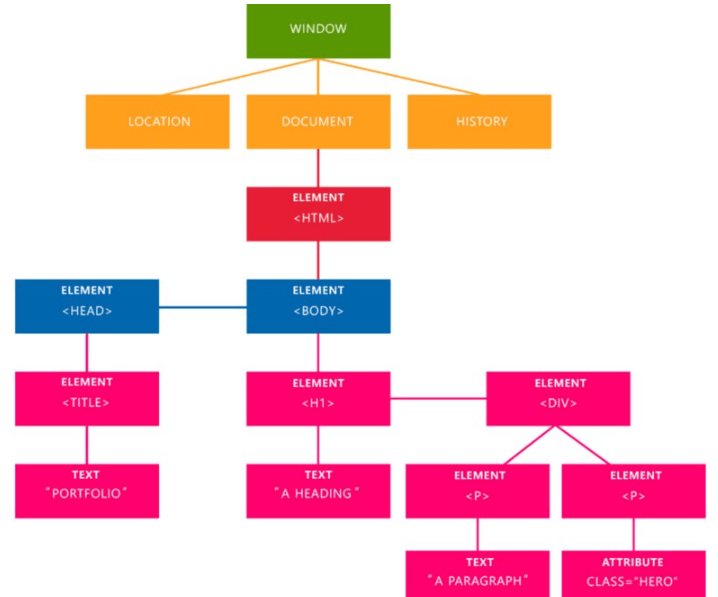 WINDOW
LOCATION
DOCUMENT
HISTORY
ELEMENT
<HTML>
ELEMENT
<HEAD>
ELEMENT
<BODY>
ELEMENT
<TITLE>
ELEMENT
<H1>
ELEMENT
<DIV>
TEXT
"PORTFOLIO"
TEXT
"A HEADING"
ELEMENT
<P>
ELEMENT
<P>
TEXT
"A PARAGRAPH"
ATTRIBUTE
CLASS="HERO"